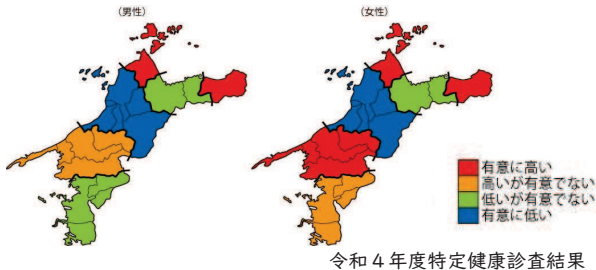 (男性)
(女性)
有意に高い
高いが有意でない
低いが有意でない
有意に低い
令和4年度特定健康診査結果